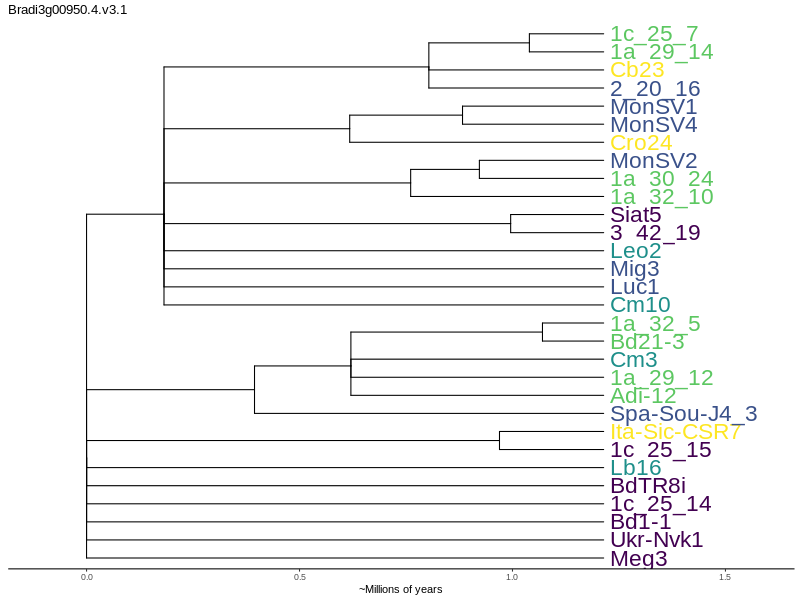 Bradi3g00950.4.v3.1
1c_25_7
1a_29_14
Cb23
2_20_16
MonSV1
MonSV4
Cro24
MonSV2
1a_30_24
1a_32_10
Siat5
3_42_19
Leo2
Mig3
Luc1
Cm10
1a_32_5
Bd21-3
Cm3
1a_29_12
Adi-12
Spa-Sou-J4_3
Ita-Sic-CSR7
1c_25_15
Lb16
BdTR8i
1c_25_14
Bd1-1
Ukr-Nvk1
Meg3
0.0 0.5 1.0 1.5
~Millions of years